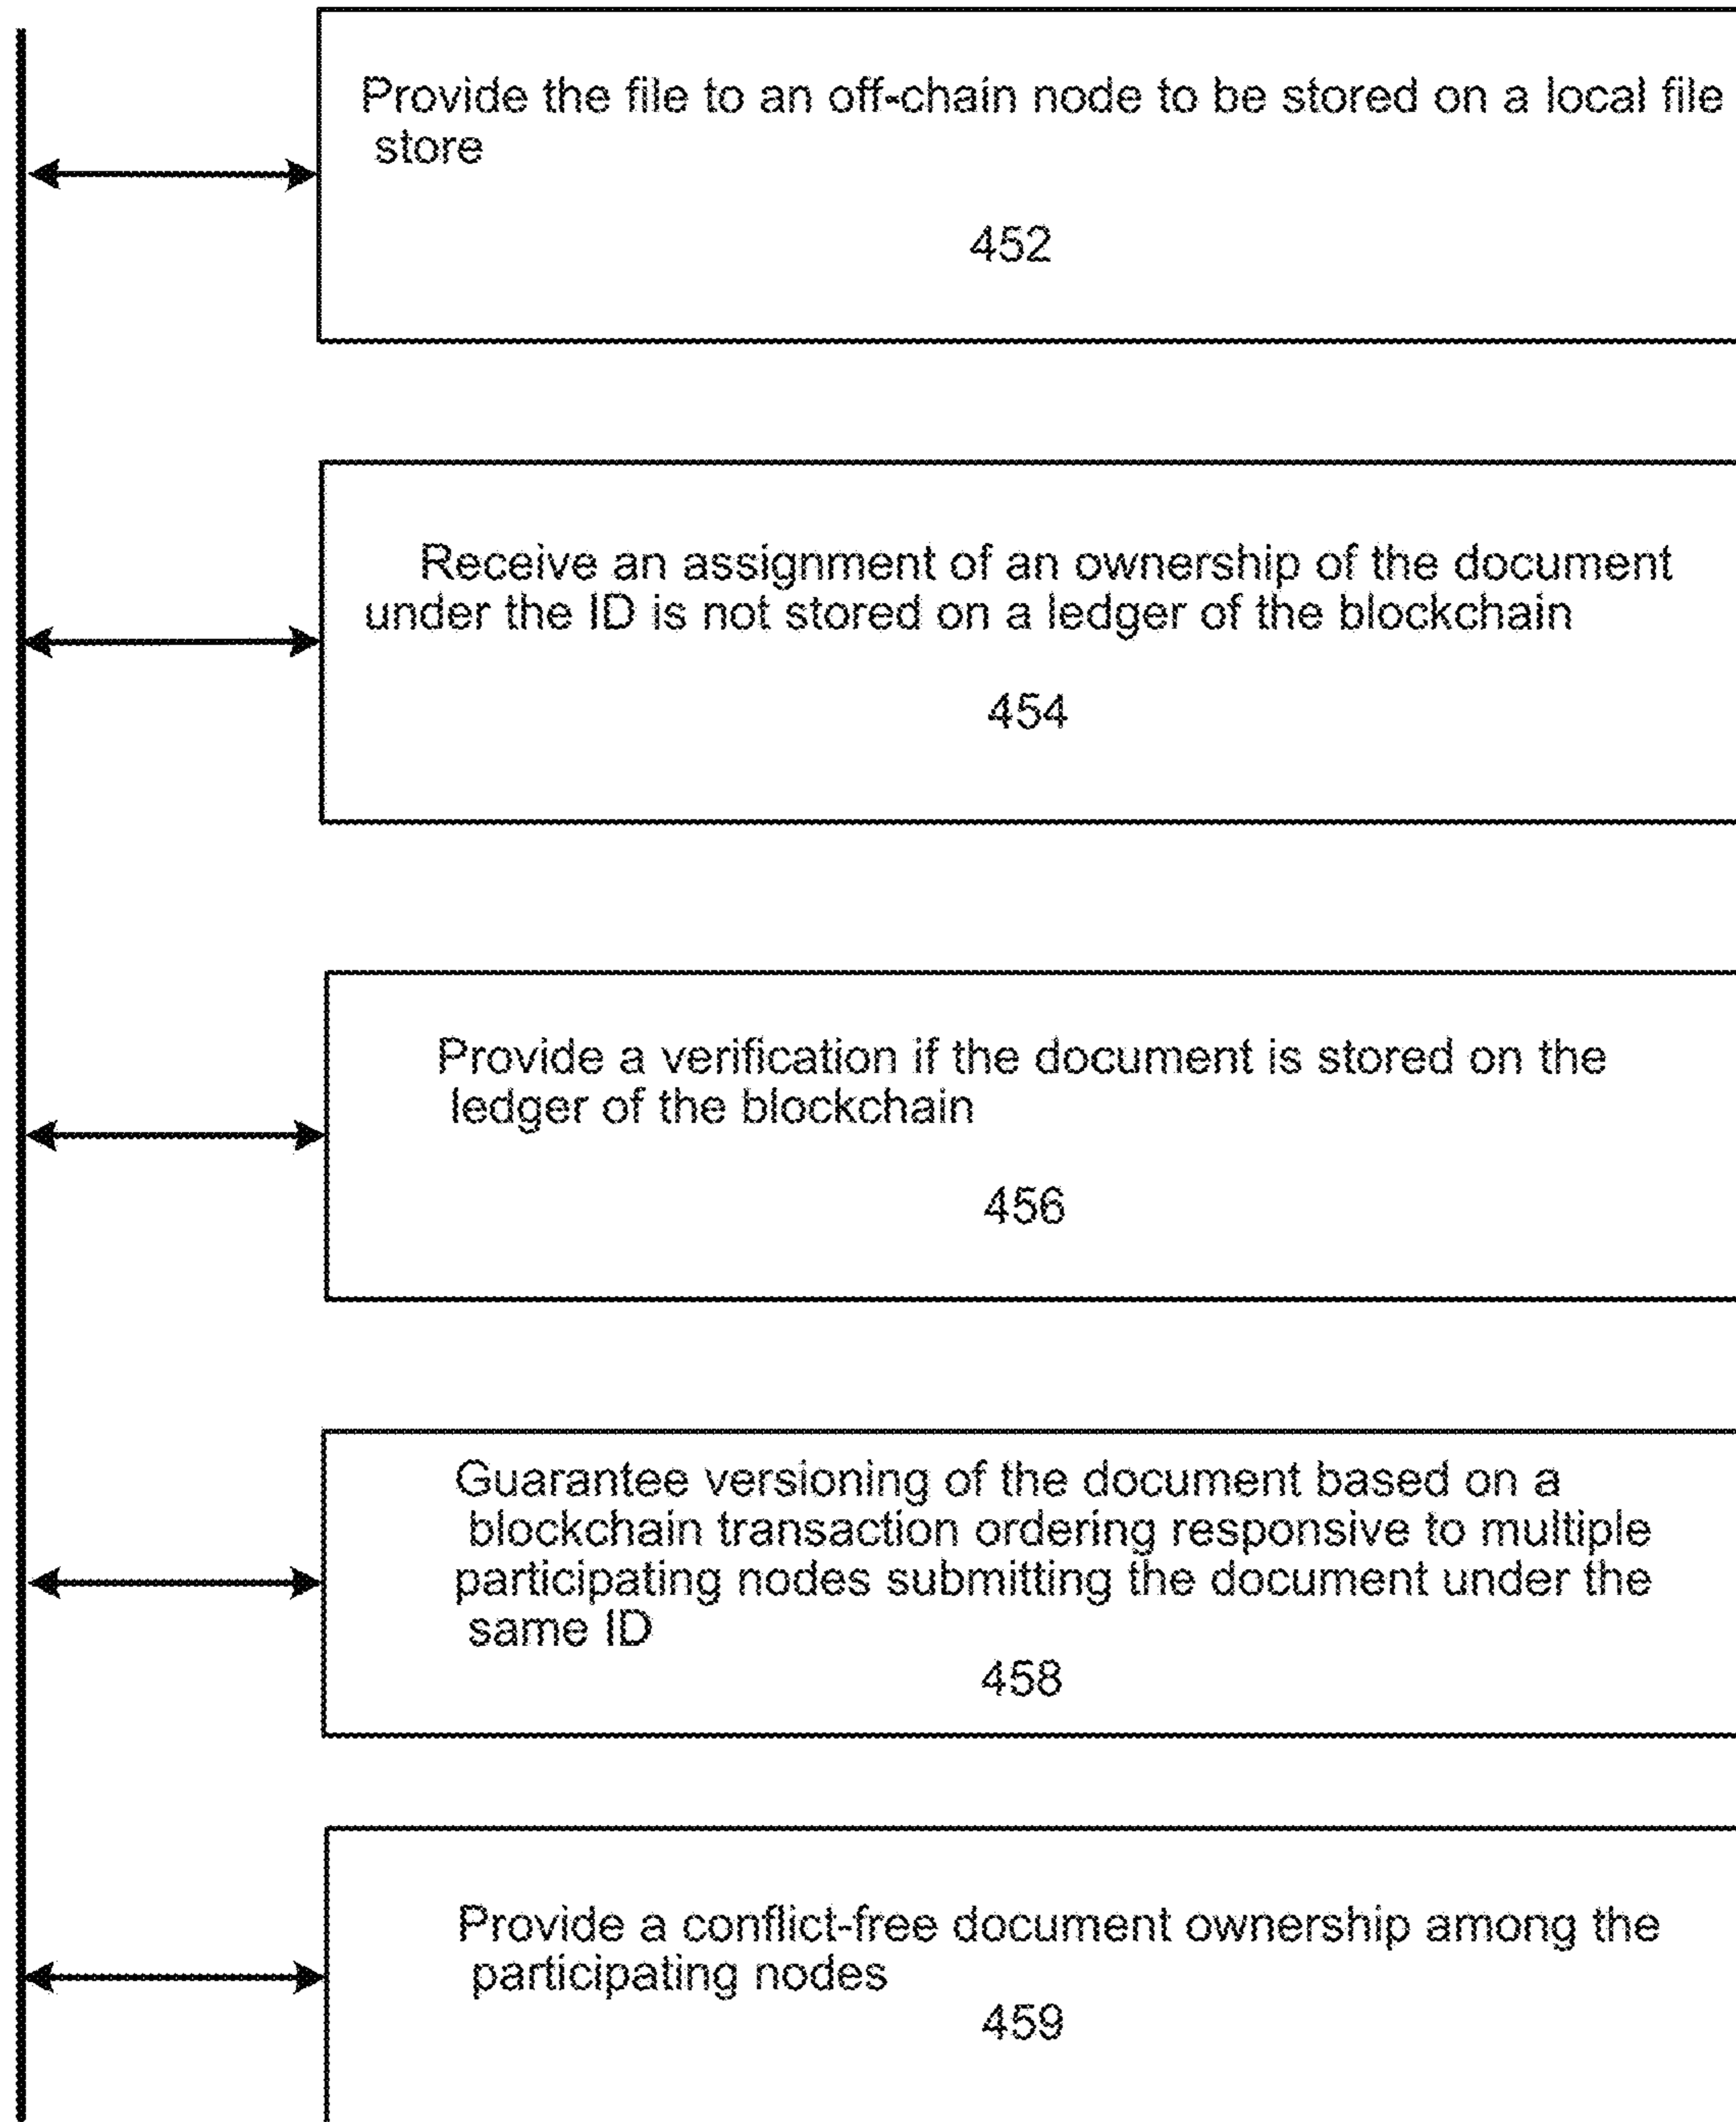 Provide the file to an off-chain node to be stored on a local file
store
452
Receive an assignment of an ownership of the document
under the ID is not stored on a ledger of the blockchain
454
Provide a verification if the document is stored on the
ledger of the blockchain
456
Guarantee versioning of the document based on a
blockchain transaction ordering responsive to multiple
participating nodes submitting the document under the
same ID
458
Provide a conflict-free document ownership among the
participating nodes
459